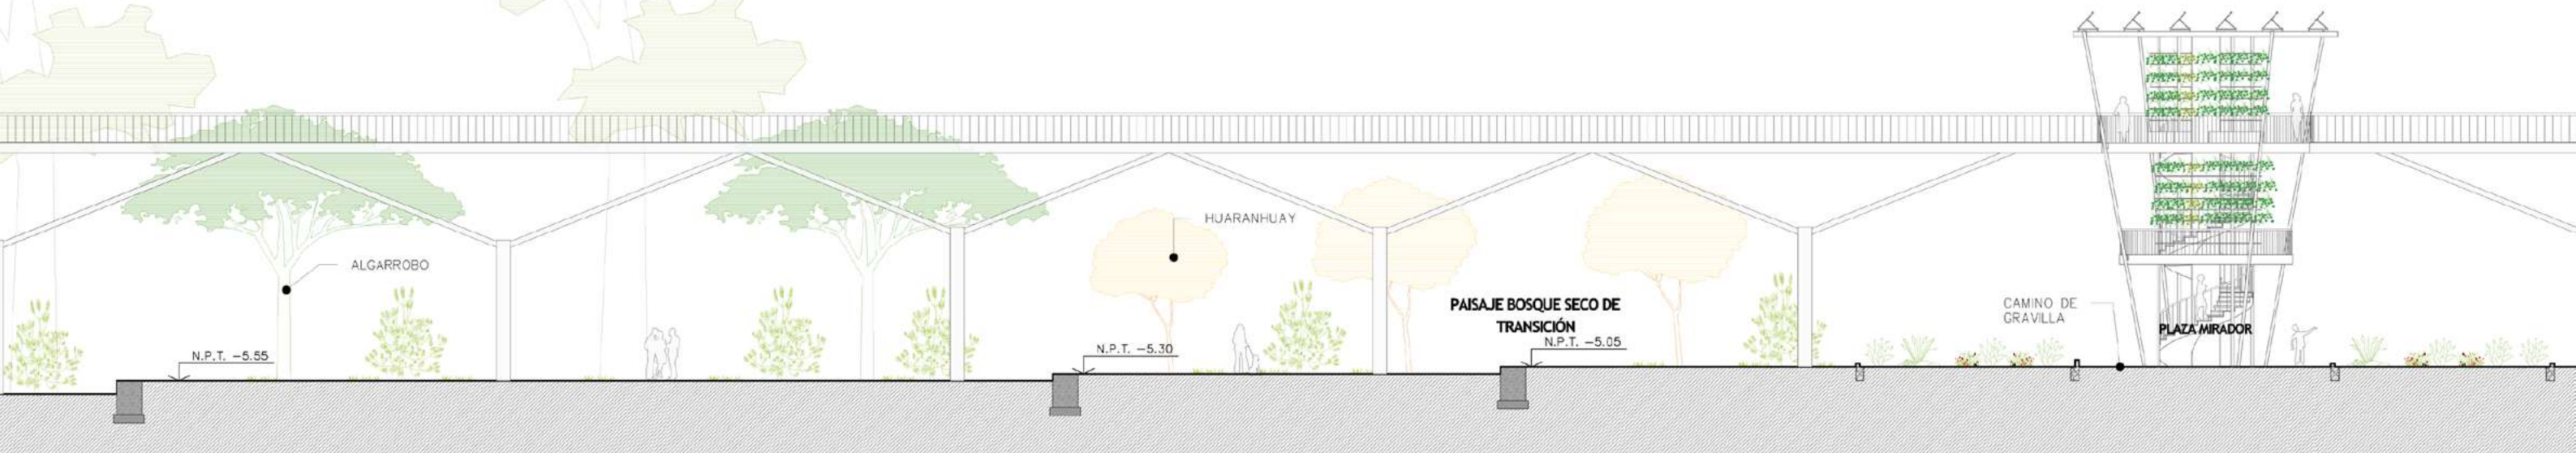 HUARANHUAY
ALGARROBO
PAISAJE BOSQUE SECO DE
TRANSICIÓN
CAMINO DE
GRAVILLA
PLAZA MIRADOR
N.P.T. -5.55
N.P.T. -5.30
N.P.T. -5.05